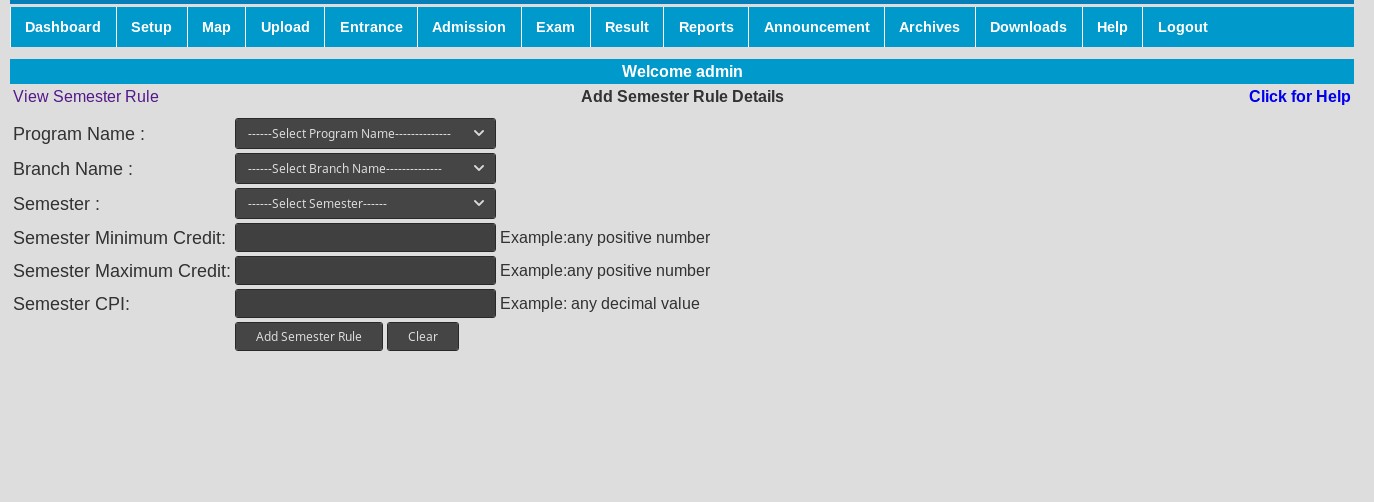 Dashboard Setup Map Upload Entrance Admission Exam Result Reports Announcement Archives Downloads Help Logout
Welcome admin
View Semester Rule Add Semester Rule Details Click for Help
Program Name : ------Select Program Name--------------
Branch Name : ------Select Branch Name--------------
Semester : ------Select Semester------
Semester Minimum Credit: Example:any positive number
Semester Maximum Credit: Example:any positive number
Semester CPI: Example: any decimal value
Add Semester Rule Clear